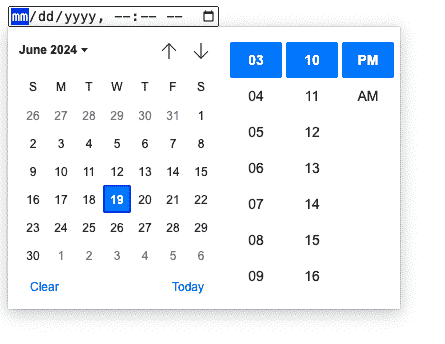 mm/dd/yyyy, --:-- --
June 2024
S M T W T F S
26 27 28 29 30 31 1
2 3 4 5 6 7 8
9 10 11 12 13 14 15
16 17 18 19 20 21 22
23 24 25 26 27 28 29
30 1 2 3 4 5 6
Clear Today
03 10 PM
04 11 AM
05 12
06 13
07 14
08 15
09 16